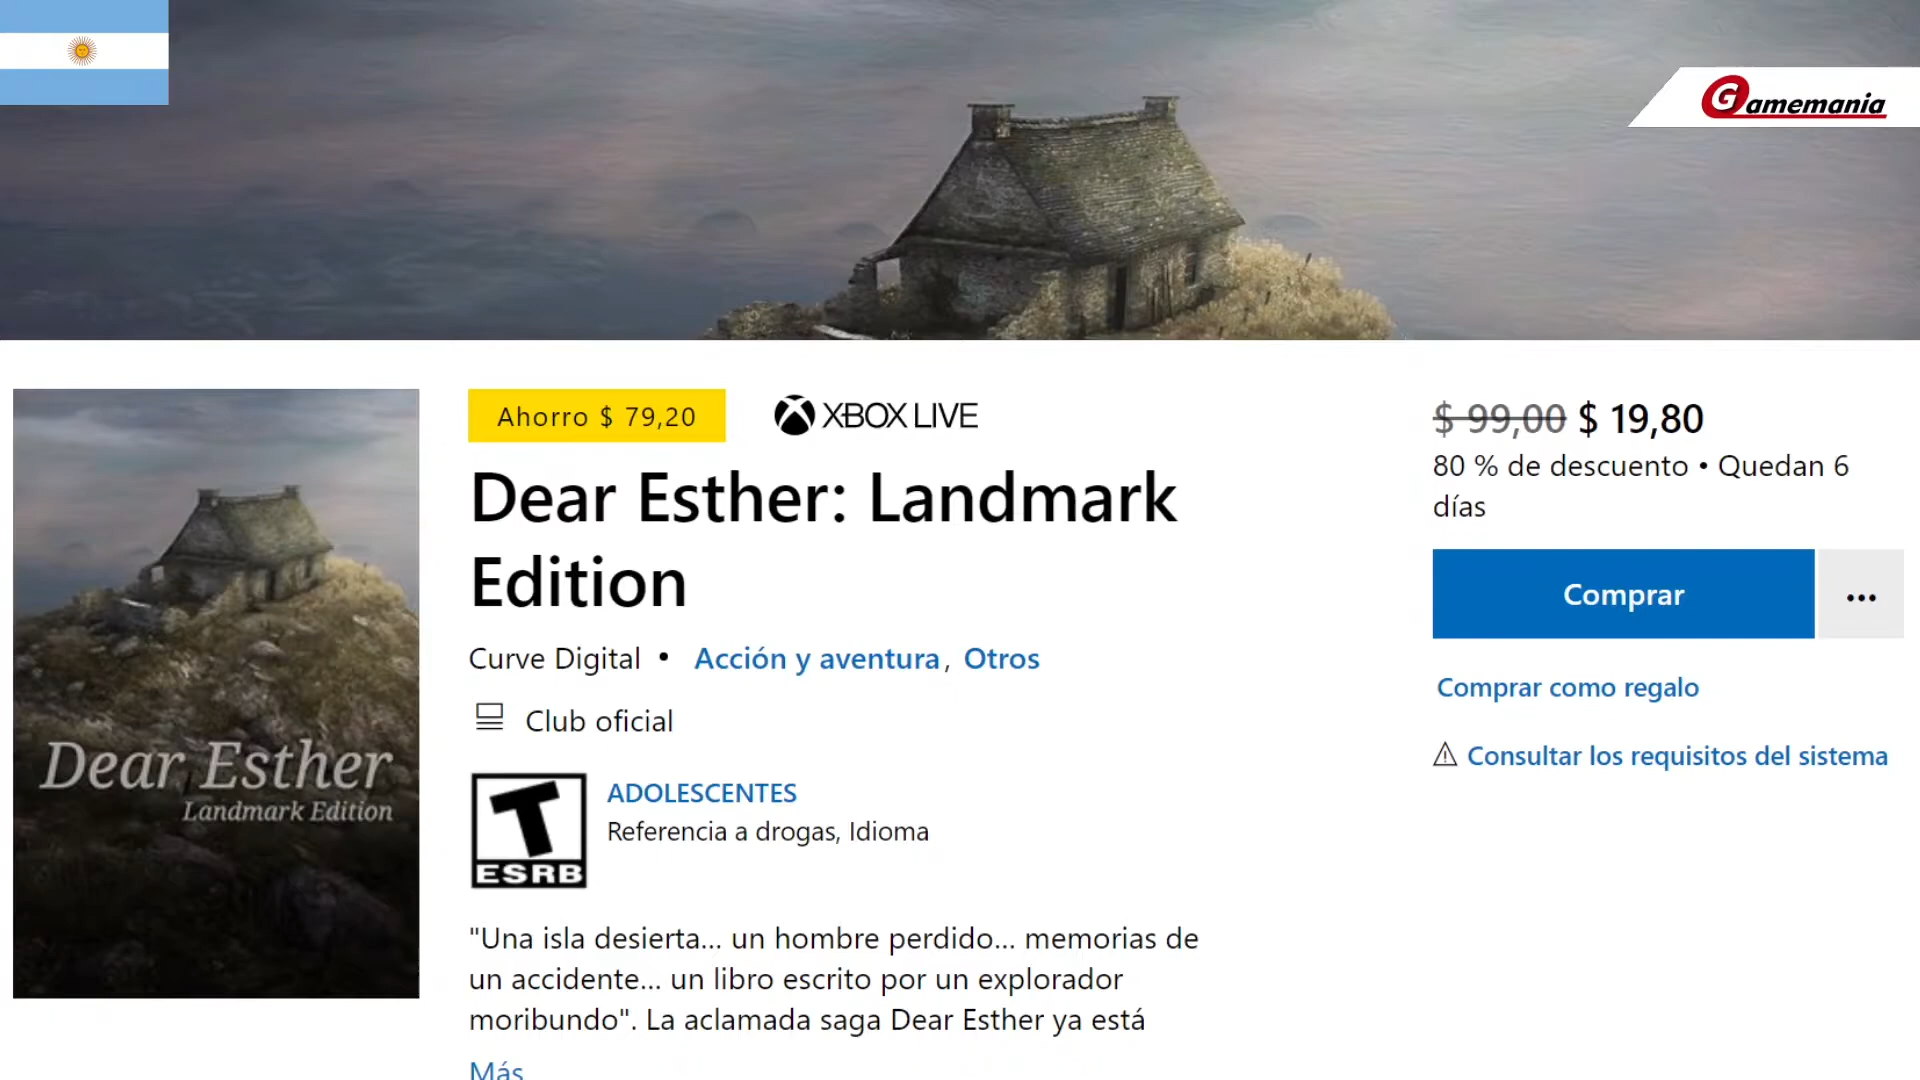 Gamemania
Ahorro $ 79,20
XBOX LIVE
$ 99,00 $ 19,80
80 % de descuento • Quedan 6
días
Dear Esther: Landmark
Edition
Comprar
...
Curve Digital • Acción y aventura, Otros
Comprar como regalo
Club oficial
Consultar los requisitos del sistema
Dear Esther
Landmark Edition
T
ESRB
ADOLESCENTES
Referencia a drogas, Idioma
"Una isla desierta... un hombre perdido... memorias de
un accidente... un libro escrito por un explorador
moribundo". La aclamada saga Dear Esther ya está
Más